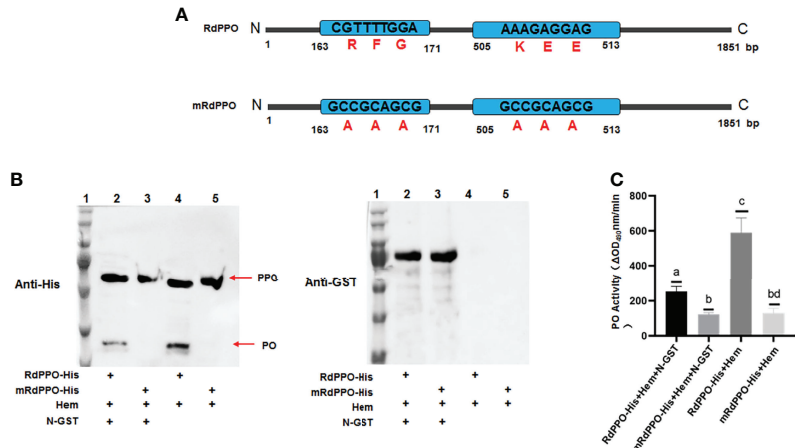 A
RdPPO N CGTTTTGGA AAAGAGGAG C
1 163 R F G 171 505 K E E 513 1851 bp
mRdPPO N GCCGCAGCG GCCGCAGCG C
1 163 A A A 171 505 A A A 513 1851 bp
B
1 2 3 4 5
Anti-His
PPO
PO
RdPPO-His + +
mRdPPO-His + +
Hem + + + +
N-GST + +
1 2 3 4 5
Anti-GST
RdPPO-His + +
mRdPPO-His + +
Hem + + + +
N-GST + +
C
PO Activity (ΔOD490nm/min)
800
600
400
200
0
a
b
c
bd
RdPPO-His+Hem+N-GST
mRdPPO-His+Hem+N-GST
RdPPO-His+Hem
mRdPPO-His+Hem